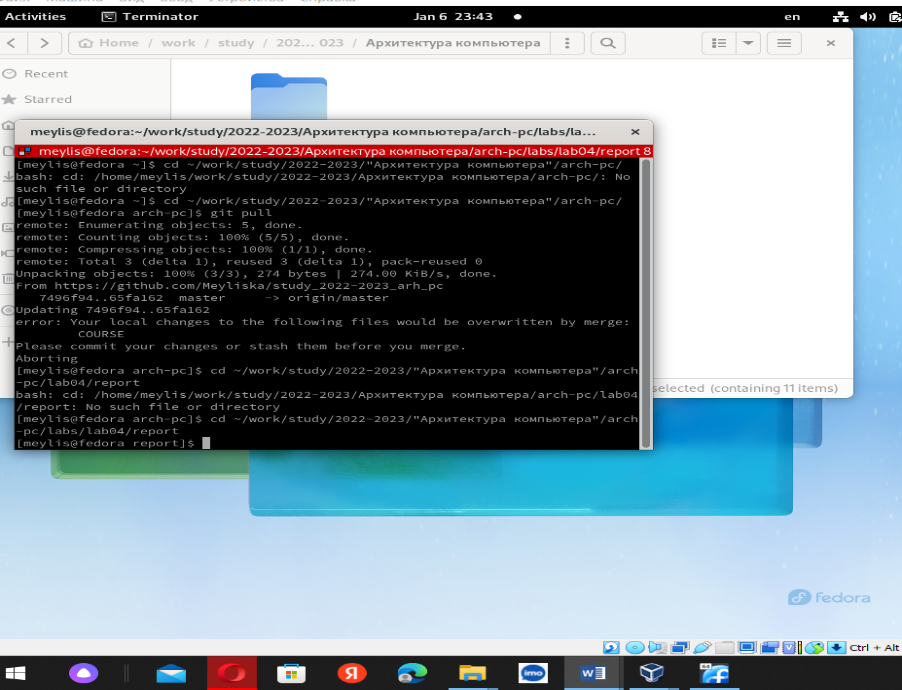 Activities
Terminator
Jan 6 23:43
en
Home / work / study / 202... 023 / Архитектура компьютера
Recent
Starred
meylis@fedora:~/work/study/2022-2023/Архитектура компьютера/arch-pc/labs/la...
meylis@fedora:~/work/study/2022-2023/Архитектура компьютера/arch-pc/labs/lab04/report 8
[meylis@fedora ~]$ cd ~/work/study/2022-2023/"Архитектура компьютера"/arch-pc/
bash: cd: /home/meylis/work/study/2022-2023/Архитектура компьютера/arch-pc/: No
such file or directory
[meylis@fedora ~]$ cd ~/work/study/2022-2023/"Архитектура компьютера"/arch-pc/
[meylis@fedora arch-pc]$ git pull
remote: Enumerating objects: 5, done.
remote: Counting objects: 100% (5/5), done.
remote: Compressing objects: 100% (1/1), done.
remote: Total 3 (delta 1), reused 3 (delta 1), pack-reused 0
Unpacking objects: 100% (3/3), 274 bytes | 274.00 KiB/s, done.
From https://github.com/Meyliska/study_2022-2023_arh_pc
7496f94..65fa162 master -> origin/master
Updating 7496f94..65fa162
error: Your local changes to the following files would be overwritten by merge:
COURSE
Please commit your changes or stash them before you merge.
Aborting
[meylis@fedora arch-pc]$ cd ~/work/study/2022-2023/"Архитектура компьютера"/arch
-pc/lab04/report
bash: cd: /home/meylis/work/study/2022-2023/Архитектура компьютера/arch-pc/lab04
/report: No such file or directory
[meylis@fedora arch-pc]$ cd ~/work/study/2022-2023/"Архитектура компьютера"/arch
-pc/labs/lab04/report
[meylis@fedora report]$
selected (containing 11 items)
fedora
Ctrl + Alt
Я
imo
W
64